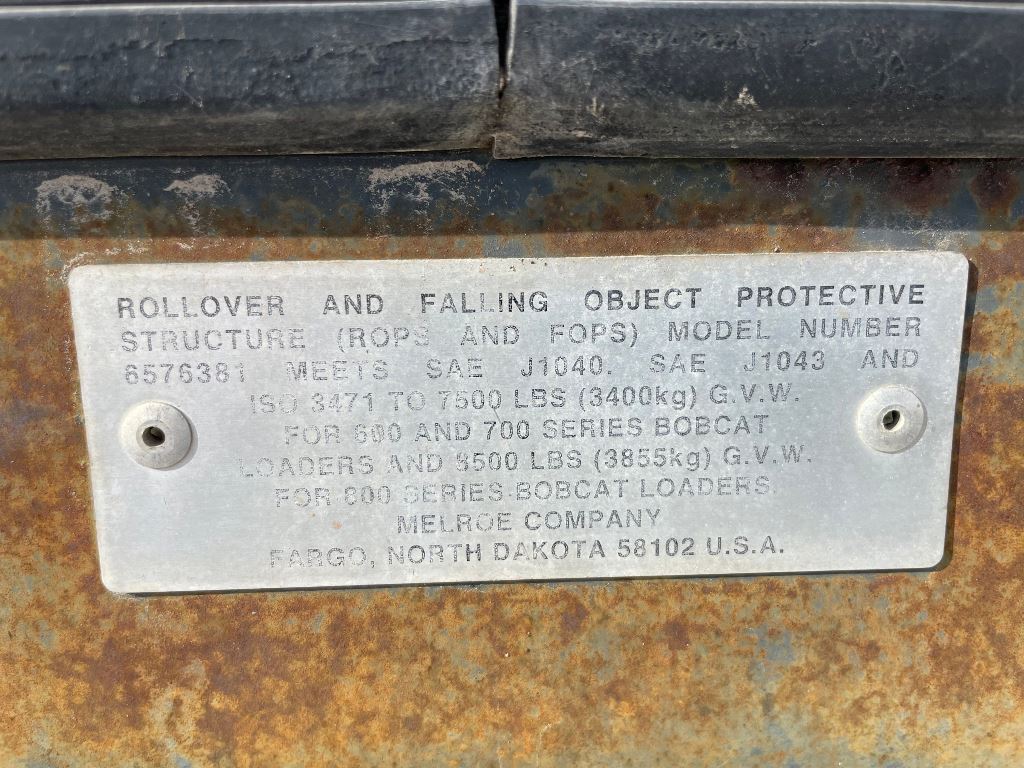 ROLLOVER AND FALLING OBJECT PROTECTIVE
STRUCTURE (ROPS AND FOPS) MODEL NUMBER
6576381 MEETS SAE J1040. SAE J1043 AND
ISO 3471 TO 7500 LBS (3400kg) G.V.W.
FOR 600 AND 700 SERIES BOBCAT
LOADERS AND 8500 LBS (3855kg) G.V.W.
FOR 800 SERIES BOBCAT LOADERS.
MELROE COMPANY
FARGO, NORTH DAKOTA 58102 U.S.A.